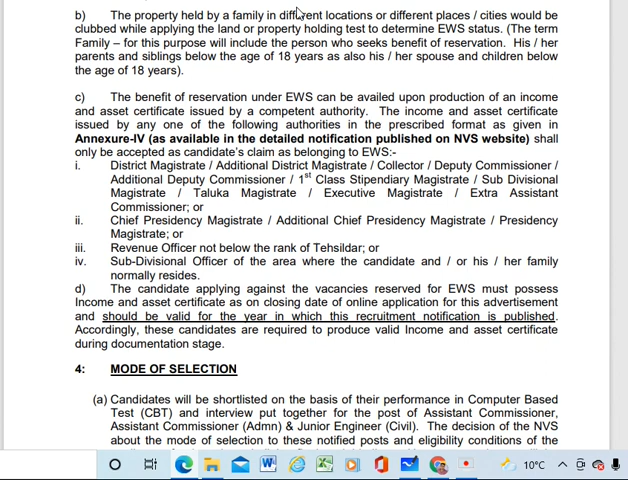 b) The property held by a family in different locations or different places / cities would be
clubbed while applying the land or property holding test to determine EWS status. (The term
Family – for this purpose will include the person who seeks benefit of reservation. His / her
parents and siblings below the age of 18 years as also his / her spouse and children below
the age of 18 years).
c) The benefit of reservation under EWS can be availed upon production of an income
and asset certificate issued by a competent authority. The income and asset certificate
issued by any one of the following authorities in the prescribed format as given in
Annexure-IV (as available in the detailed notification published on NVS website) shall
only be accepted as candidate's claim as belonging to EWS:-
i. District Magistrate / Additional District Magistrate / Collector / Deputy Commissioner /
Additional Deputy Commissioner / 1st Class Stipendiary Magistrate / Sub Divisional
Magistrate / Taluka Magistrate / Executive Magistrate / Extra Assistant
Commissioner; or
ii. Chief Presidency Magistrate / Additional Chief Presidency Magistrate / Presidency
Magistrate; or
iii. Revenue Officer not below the rank of Tehsildar; or
iv. Sub-Divisional Officer of the area where the candidate and / or his / her family
normally resides.
d) The candidate applying against the vacancies reserved for EWS must possess
Income and asset certificate as on closing date of online application for this advertisement
and should be valid for the year in which this recruitment notification is published.
Accordingly, these candidates are required to produce valid Income and asset certificate
during documentation stage.
4: MODE OF SELECTION
(a) Candidates will be shortlisted on the basis of their performance in Computer Based
Test (CBT) and interview put together for the post of Assistant Commissioner,
Assistant Commissioner (Admn) & Junior Engineer (Civil). The decision of the NVS
about the mode of selection to these notified posts and eligibility conditions of the
10°C